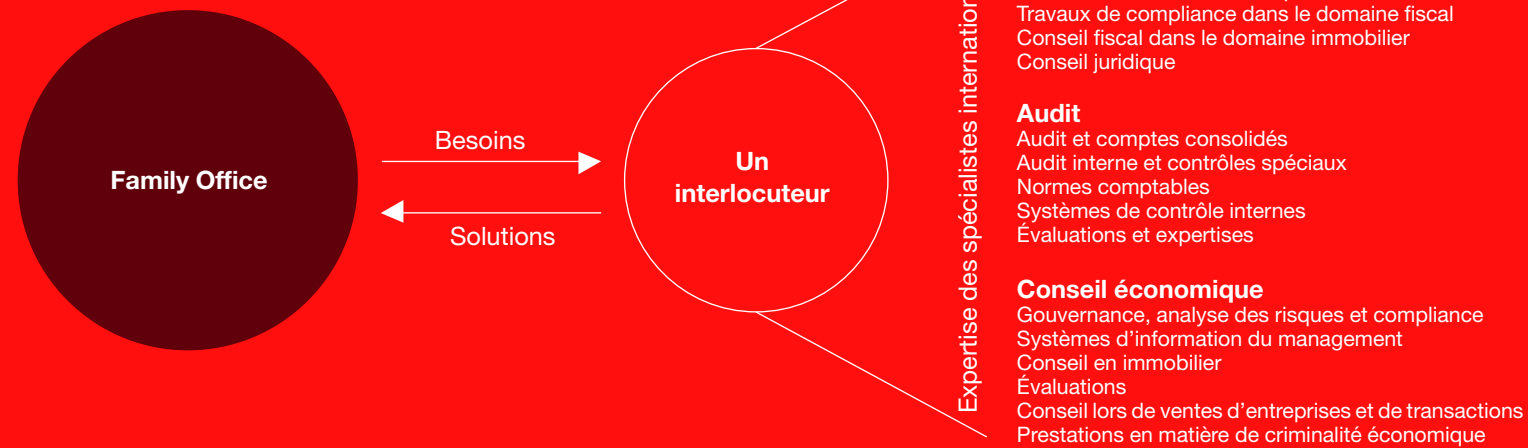 Family Office
Besoins
Solutions
Un
interlocuteur
Expertise des spécialistes
Travaux de compliance dans le domaine fiscal
Conseil fiscal dans le domaine immobilier
Conseil juridique
Audit
Audit et comptes consolidés
Audit interne et contrôles spéciaux
Normes comptables
Systèmes de contrôle internes
Évaluations et expertises
Conseil économique
Gouvernance, analyse des risques et compliance
Systèmes d’information du management
Conseil en immobilier
Évaluations
Conseil lors de ventes d’entreprises et de transactions
Prestations en matière de criminalité économique